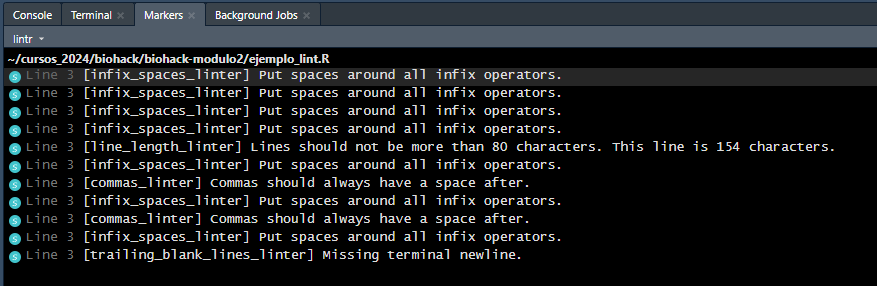 Console Terminal Markers Background Jobs
lintr
~/cursos_2024/biohack/biohack-modulo2/ejemplo_lint.R
S Line 3 [infix_spaces_linter] Put spaces around all infix operators.
S Line 3 [infix_spaces_linter] Put spaces around all infix operators.
S Line 3 [infix_spaces_linter] Put spaces around all infix operators.
S Line 3 [infix_spaces_linter] Put spaces around all infix operators.
S Line 3 [line_length_linter] Lines should not be more than 80 characters. This line is 154 characters.
S Line 3 [infix_spaces_linter] Put spaces around all infix operators.
S Line 3 [commas_linter] Commas should always have a space after.
S Line 3 [infix_spaces_linter] Put spaces around all infix operators.
S Line 3 [commas_linter] Commas should always have a space after.
S Line 3 [infix_spaces_linter] Put spaces around all infix operators.
S Line 3 [trailing_blank_lines_linter] Missing terminal newline.